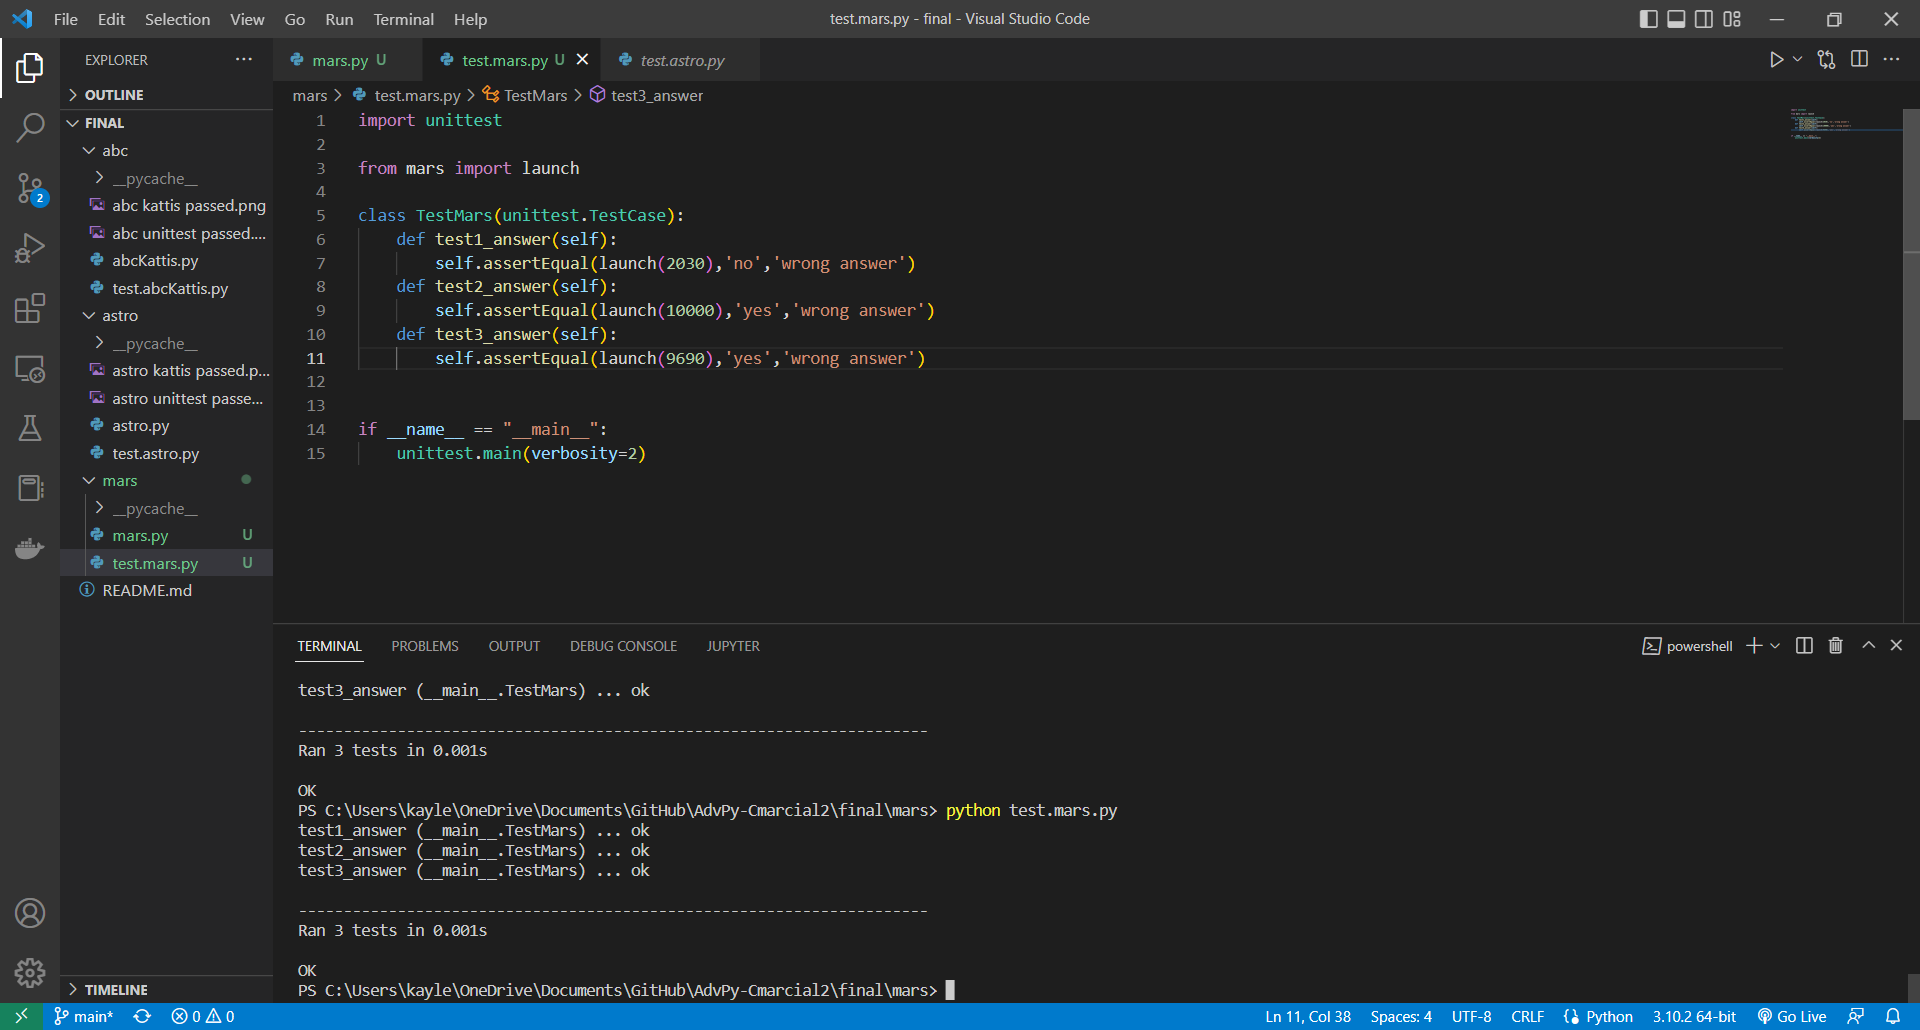 File Edit Selection View Go Run Terminal Help
test.mars.py - final - Visual Studio Code
EXPLORER
OUTLINE
FINAL
abc
__pycache__
abc kattis passed.png
abc unittest passed....
abcKattis.py
test.abcKattis.py
astro
__pycache__
astro kattis passed.p...
astro unittest passe...
astro.py
test.astro.py
mars
__pycache__
mars.py U
test.mars.py U
README.md
TIMELINE
2
mars.py U
test.mars.py U
test.astro.py
mars > test.mars.py > TestMars > test3_answer
1 import unittest
2
3 from mars import launch
4
5 class TestMars(unittest.TestCase):
6 def test1_answer(self):
7 self.assertEqual(launch(2030),'no','wrong answer')
8 def test2_answer(self):
9 self.assertEqual(launch(10000),'yes','wrong answer')
10 def test3_answer(self):
11 self.assertEqual(launch(9690),'yes','wrong answer')
12
13
14 if __name__ == "__main__":
15 unittest.main(verbosity=2)
TERMINAL PROBLEMS OUTPUT DEBUG CONSOLE JUPYTER
powershell
test3_answer (__main__.TestMars) ... ok
----------------------------------------------------------------------
Ran 3 tests in 0.001s
OK
PS C:\Users\kayle\OneDrive\Documents\GitHub\AdvPy-Cmarcial2\final\mars> python test.mars.py
test1_answer (__main__.TestMars) ... ok
test2_answer (__main__.TestMars) ... ok
test3_answer (__main__.TestMars) ... ok
----------------------------------------------------------------------
Ran 3 tests in 0.001s
OK
PS C:\Users\kayle\OneDrive\Documents\GitHub\AdvPy-Cmarcial2\final\mars>
main* 0 0
Ln 11, Col 38 Spaces: 4 UTF-8 CRLF Python 3.10.2 64-bit Go Live